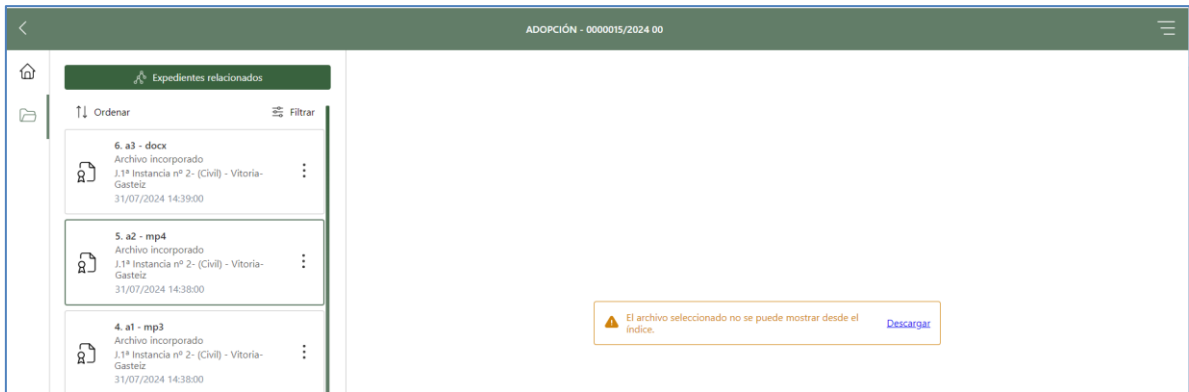 ADOPCIÓN - 0000015/2024 00
Expedientes relacionados
Ordenar
Filtrar
6. a3 - docx
Archivo incorporado
J.1ª Instancia nº 2- (Civil) - Vitoria-
Gasteiz
31/07/2024 14:39:00
5. a2 - mp4
Archivo incorporado
J.1ª Instancia nº 2- (Civil) - Vitoria-
Gasteiz
31/07/2024 14:38:00
4. a1 - mp3
Archivo incorporado
J.1ª Instancia nº 2- (Civil) - Vitoria-
Gasteiz
31/07/2024 14:38:00
El archivo seleccionado no se puede mostrar desde el
índice.
Descargar